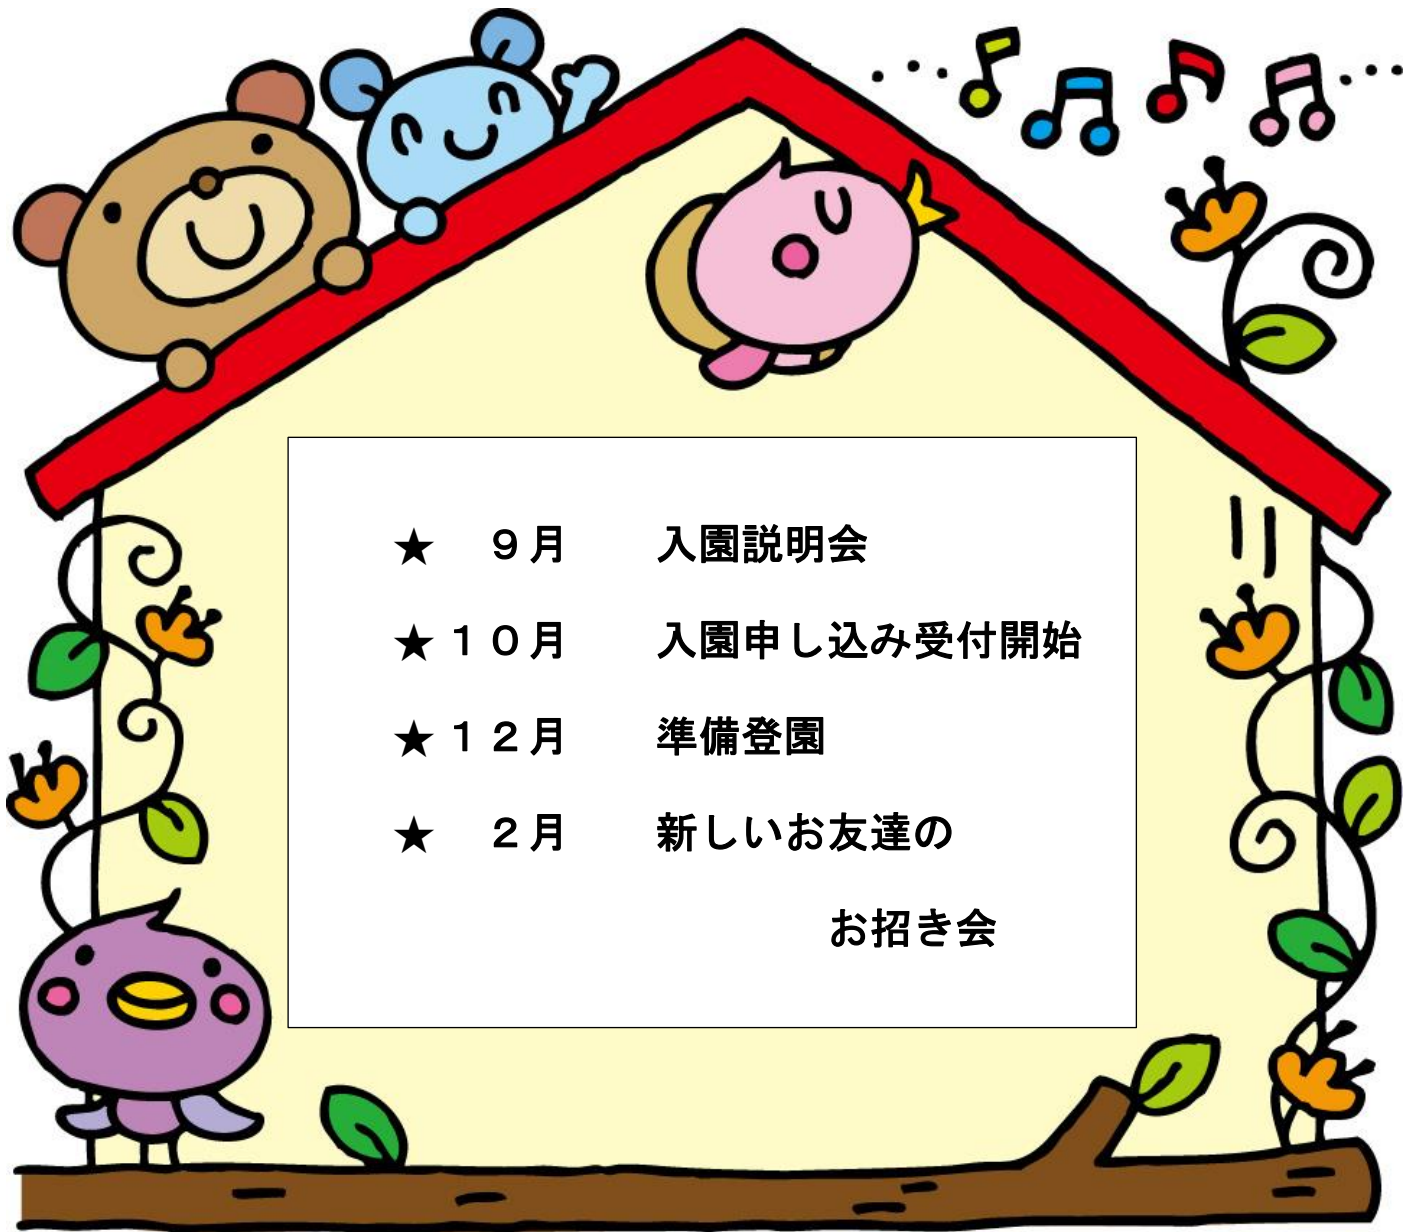 ★　９月　　入園説明会
★１０月　　入園申し込み受付開始
★１２月　　準備登園
★　２月　　新しいお友達の
お招き会